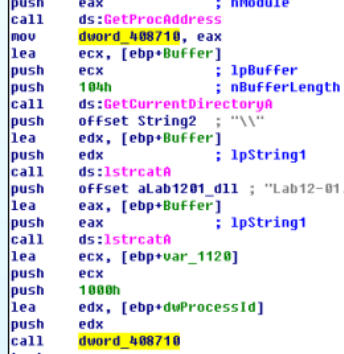 push eax ; hModule
call ds:GetProcAddress
mov dword_408710, eax
lea ecx, [ebp+Buffer]
push ecx ; lpBuffer
push 104h ; nBufferLength
call ds:GetCurrentDirectoryA
push offset String2 ; "\\"
lea edx, [ebp+Buffer]
push edx ; lpString1
call ds:lstrcatA
push offset aLab1201_dll ; "Lab12-01.
lea eax, [ebp+Buffer]
push eax ; lpString1
call ds:lstrcatA
lea ecx, [ebp+var_1120]
push ecx
push 1000h
lea edx, [ebp+dwProcessId]
push edx
call dword_408710